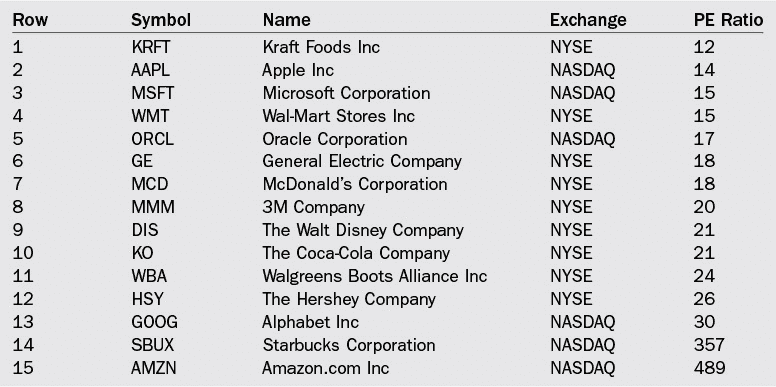 Row Symbol Name Exchange PE Ratio
1 KRFT Kraft Foods Inc NYSE 12
2 AAPL Apple Inc NASDAQ 14
3 MSFT Microsoft Corporation NASDAQ 15
4 WMT Wal-Mart Stores Inc NYSE 15
5 ORCL Oracle Corporation NASDAQ 17
6 GE General Electric Company NYSE 18
7 MCD McDonald's Corporation NYSE 18
8 MMM 3M Company NYSE 20
9 DIS The Walt Disney Company NYSE 21
10 KO The Coca-Cola Company NYSE 21
11 WBA Walgreens Boots Alliance Inc NYSE 24
12 HSY The Hershey Company NYSE 26
13 GOOG Alphabet Inc NASDAQ 30
14 SBUX Starbucks Corporation NASDAQ 357
15 AMZN Amazon.com Inc NASDAQ 489